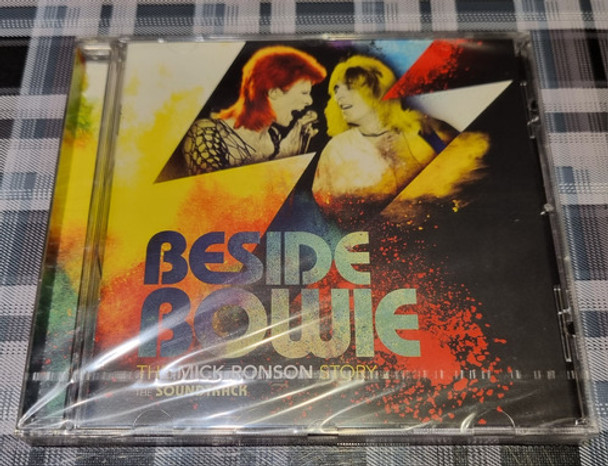 BESIDE
BOWIE
THE MICK RONSON STORY
THE SOUNDTRACK